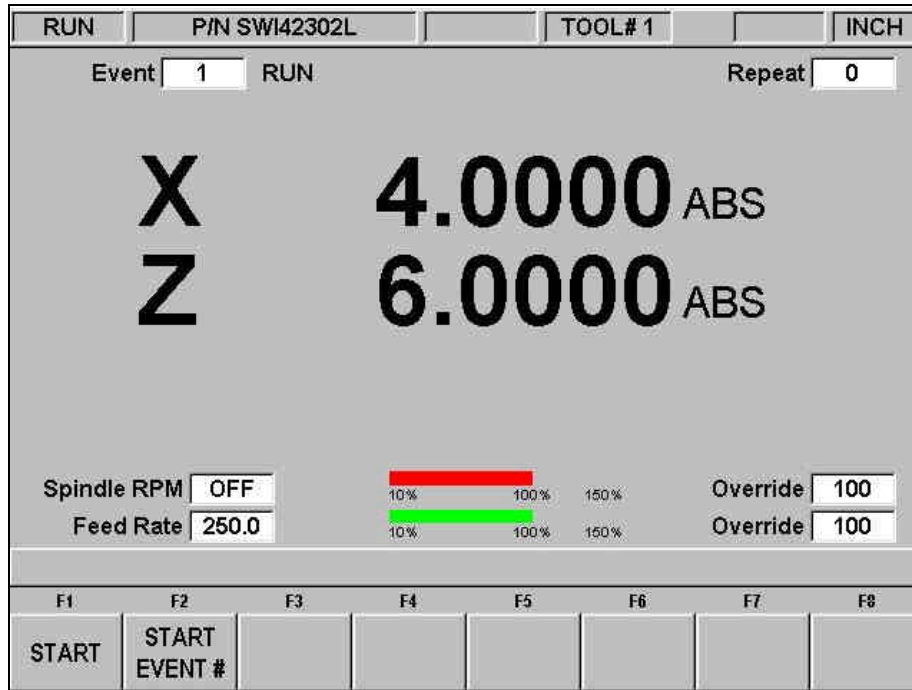 RUN P/N SWI42302L TOOL# 1 INCH
Event 1 RUN Repeat 0
X 4.0000 ABS
Z 6.0000 ABS
Spindle RPM OFF 10% 100% 150% Override 100
Feed Rate 250.0 10% 100% 150% Override 100
F1 F2 F3 F4 F5 F6 F7 F8
START START
EVENT #